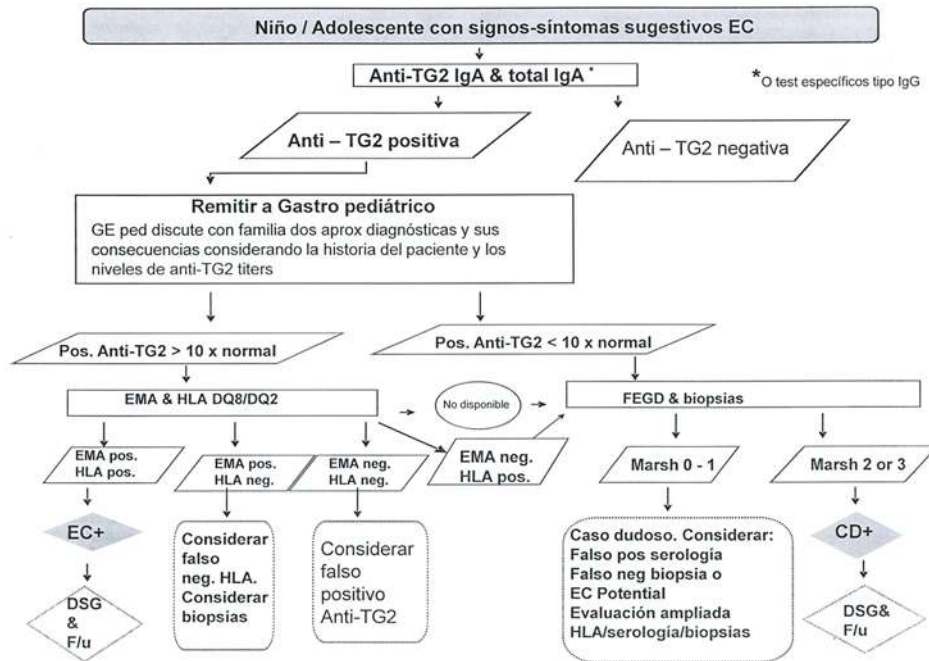 Niño / Adolescente con signos-síntomas sugestivos EC
Anti-TG2 IgA & total IgA *
*O test específicos tipo IgG
Anti – TG2 positiva
Anti – TG2 negativa
Remitir a Gastro pediátrico
GE ped discute con familia dos aprox diagnósticas y sus
consecuencias considerando la historia del paciente y los
niveles de anti-TG2 titers
Pos. Anti-TG2 > 10 x normal
Pos. Anti-TG2 < 10 x normal
EMA & HLA DQ8/DQ2
No disponible
FEGD & biopsias
EMA pos.
HLA pos.
EMA pos.
HLA neg.
EMA neg.
HLA neg.
EMA neg.
HLA pos.
Marsh 0 - 1
Marsh 2 or 3
EC+
Considerar
falso
neg. HLA.
Considerar
biopsias
Considerar
falso
positivo
Anti-TG2
Caso dudoso. Considerar:
Falso pos serología
Falso neg biopsia o
EC Potential
Evaluación ampliada
HLA/serología/biopsias
CD+
DSG
&
F/u
DSG&
F/u